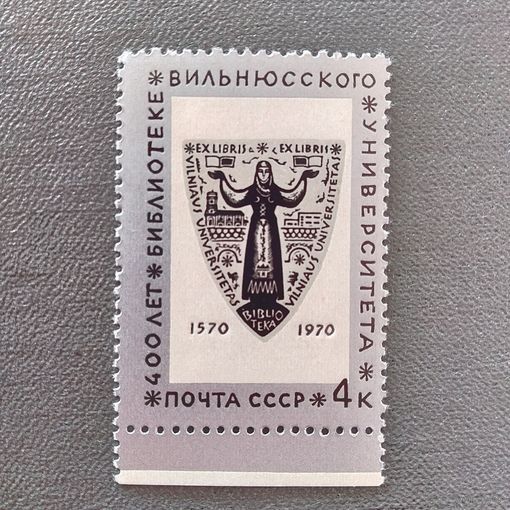 * 400 ЛЕТ * БИБЛИОТЕКЕ
* ВИЛЬНЮССКОГО
* УНИВЕРСИТЕТА
* EX LIBRIS * EX LIBRIS *
VILNIAUS UNIVERSITETAS
VILNIAUS UNIVERSITETAS
BIBLIO
TEKA
1570 1970
* ПОЧТА СССР * 4 К